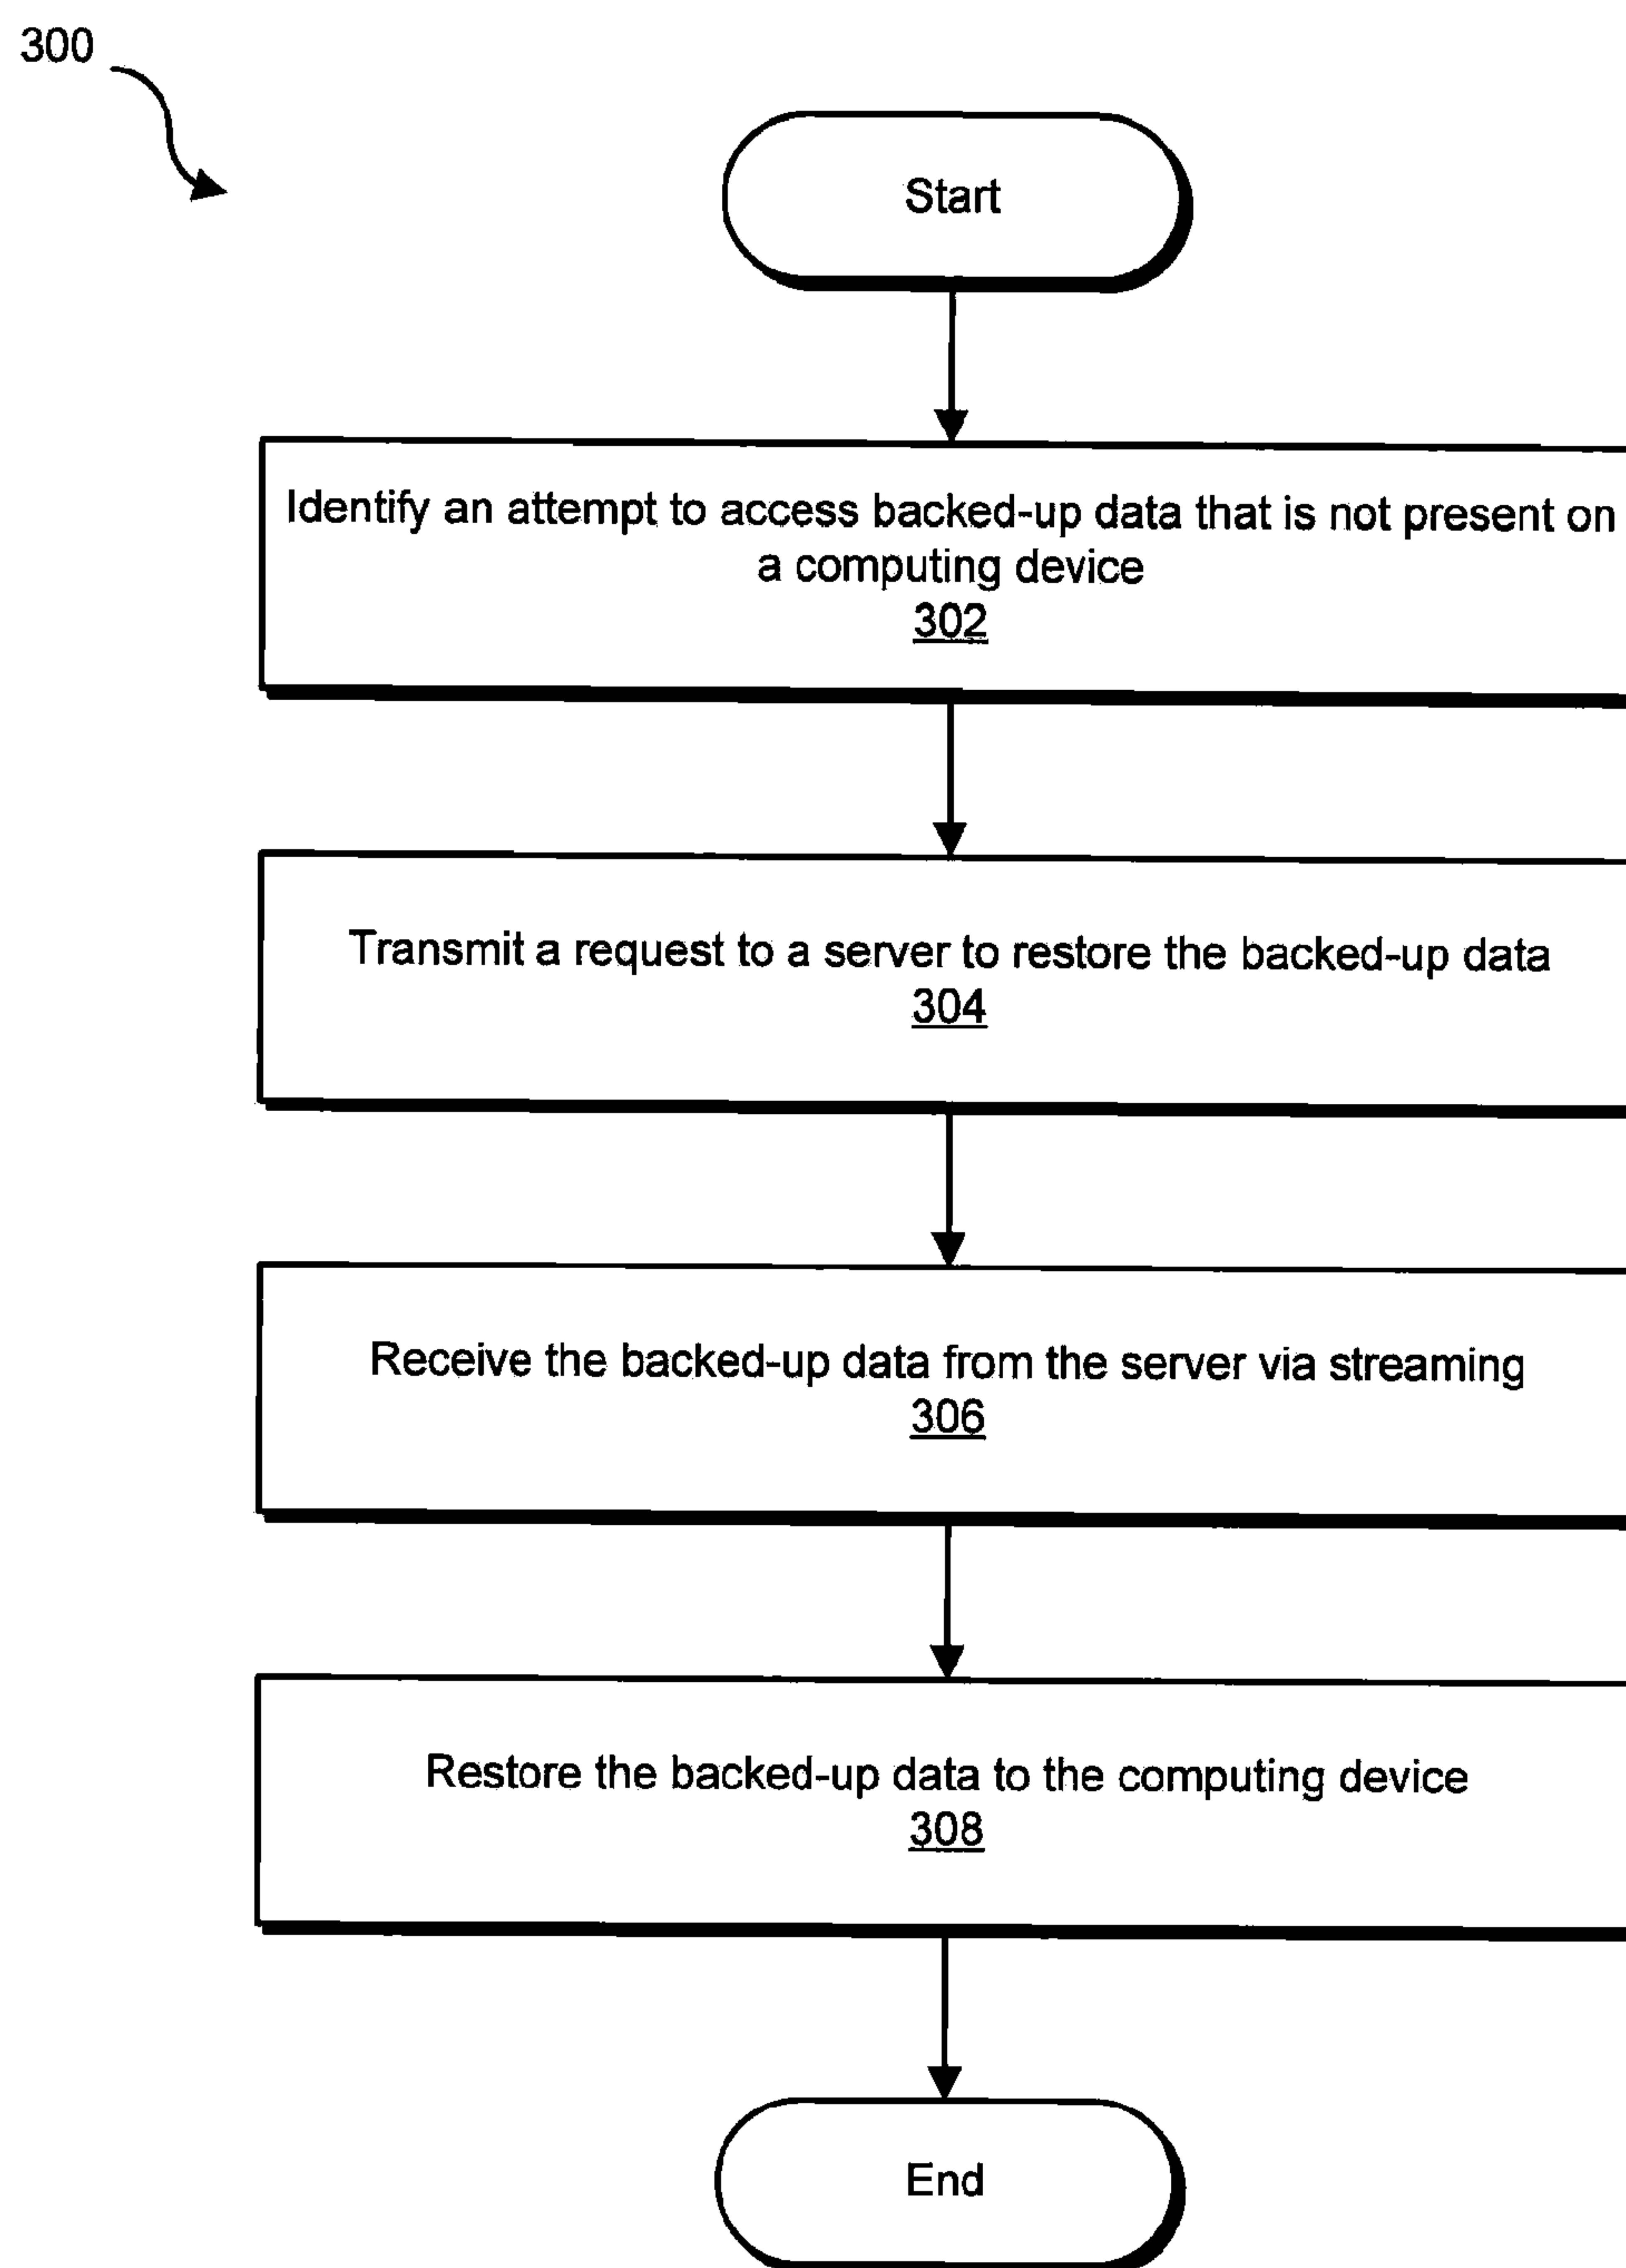 300
Start
Identify an attempt to access backed-up data that is not present on
a computing device
302
Transmit a request to a server to restore the backed-up data
304
Receive the backed-up data from the server via streaming
306
Restore the backed-up data to the computing device
308
End